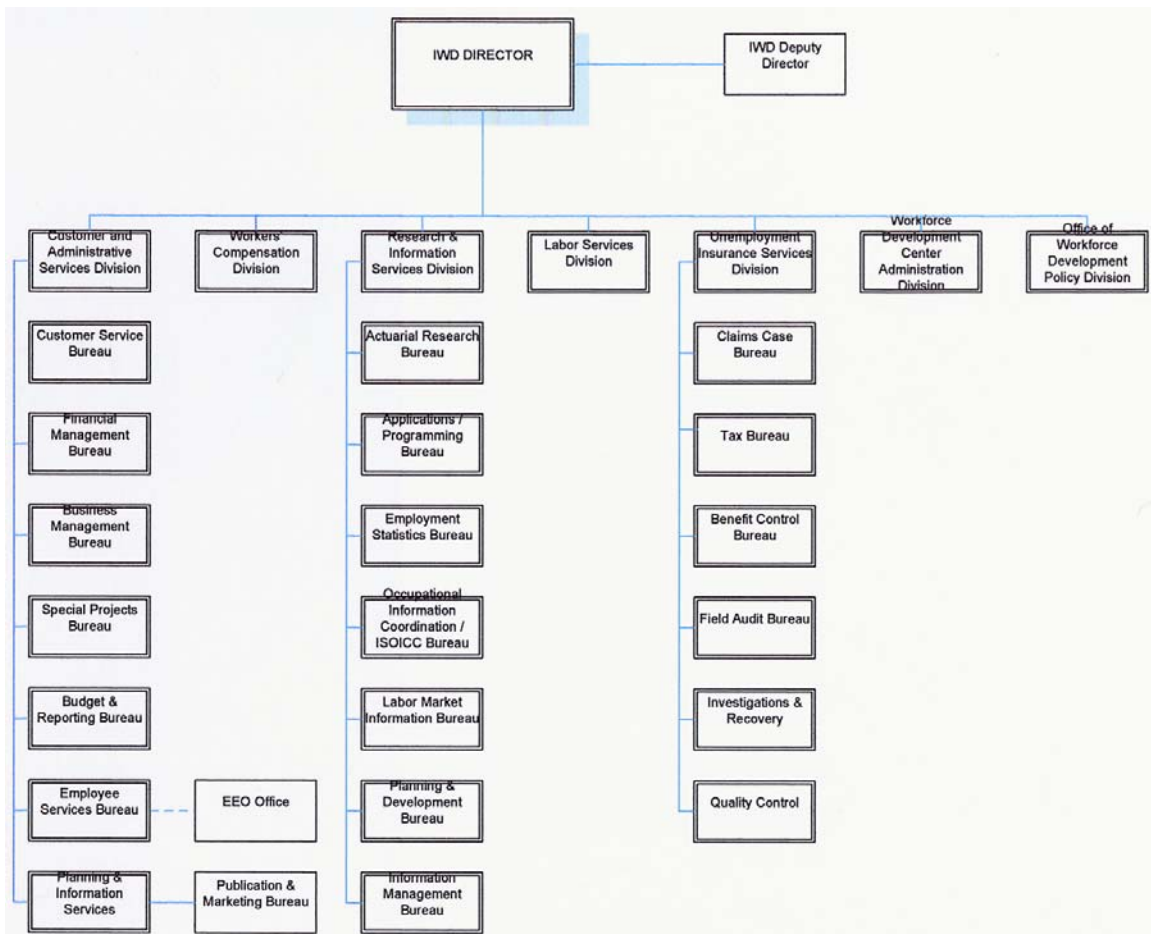 IWD DIRECTOR
IWD Deputy
Director
Customer and
Administrative
Services Division
Workers'
Compensation
Division
Research &
Information
Services Division
Labor Services
Division
Unemployment
Insurance Services
Division
Workforce
Development
Center
Administration
Division
Office of
Workforce
Development
Policy Division
Customer Service
Bureau
Actuarial Research
Bureau
Claims Case
Bureau
Financial
Management
Bureau
Applications /
Programming
Bureau
Tax Bureau
Business
Management
Bureau
Employment
Statistics Bureau
Benefit Control
Bureau
Special Projects
Bureau
Occupational
Information
Coordination /
ISOICC Bureau
Field Audit Bureau
Budget &
Reporting Bureau
Labor Market
Information Bureau
Investigations &
Recovery
Employee
Services Bureau
EEO Office
Planning &
Development
Bureau
Quality Control
Planning &
Information
Services
Publication &
Marketing Bureau
Information
Management
Bureau